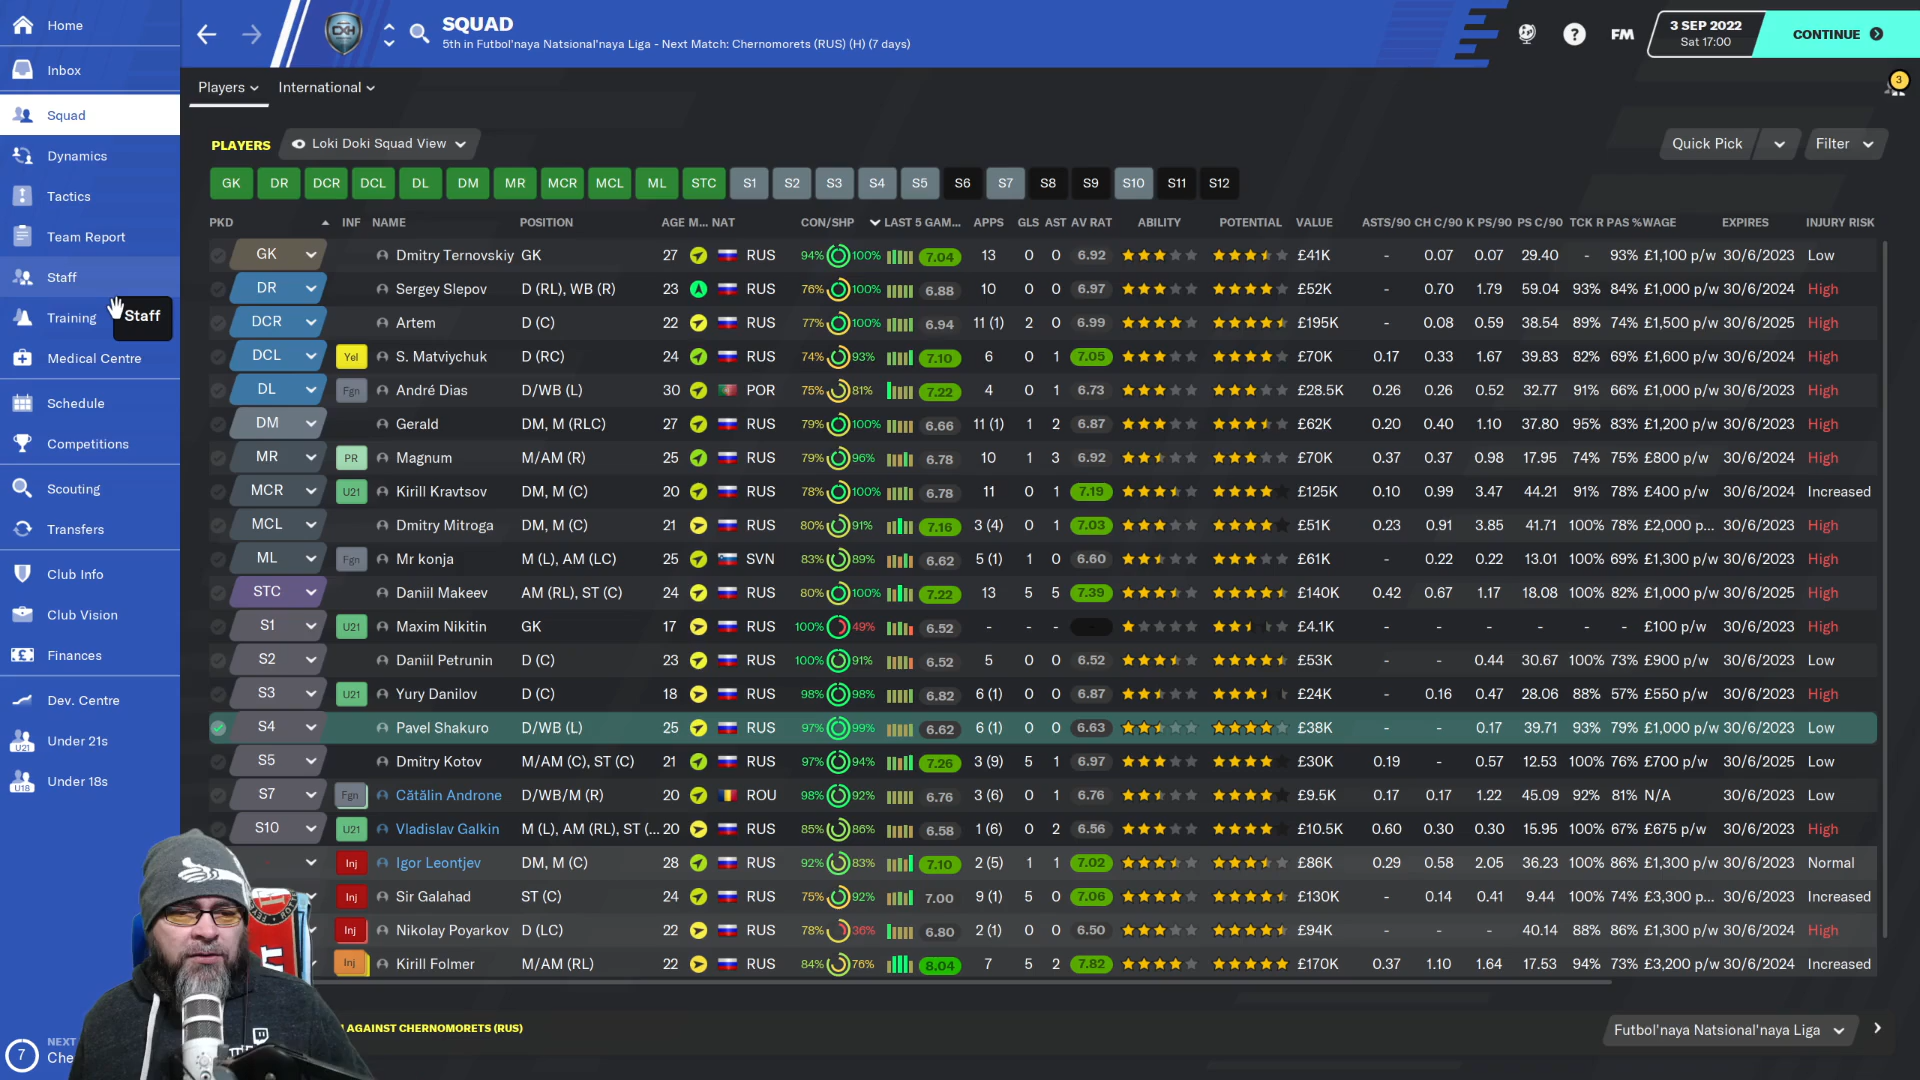 Home
Inbox
Squad
Dynamics
Tactics
Team Report
Staff
Training
Staff
Medical Centre
Schedule
Competitions
Scouting
Transfers
Club Info
Club Vision
Finances
Dev. Centre
Under 21s
Under 18s
SQUAD
5th in Futbol'naya Natsional'naya Liga - Next Match: Chernomorets (RUS) (H) (7 days)
FM
3 SEP 2022
Sat 17:00
CONTINUE
3
Players International
PLAYERS Loki Doki Squad View Quick Pick Filter
GK DR DCR DCL DL DM MR MCR MCL ML STC S1 S2 S3 S4 S5 S6 S7 S8 S9 S10 S11 S12
PKD INF NAME POSITION AGE M... NAT CON/SHP LAST 5 GAM... APPS GLS AST AV RAT ABILITY POTENTIAL VALUE ASTS/90 CH C/90 K PS/90 PS C/90 TCK R PAS % WAGE EXPIRES INJURY RISK
GK Dmitry Ternovskiy GK 27 RUS 94% 100% 7.04 13 0 0 6.92 £41K - 0.07 0.07 29.40 - 93% £1,100 p/w 30/6/2023 Low
DR Sergey Slepov D (RL), WB (R) 23 RUS 76% 100% 6.88 10 0 0 6.97 £52K - 0.70 1.79 59.04 93% 84% £1,000 p/w 30/6/2024 High
DCR Artem D (C) 22 RUS 77% 100% 6.94 11 (1) 2 0 6.99 £195K - 0.08 0.59 38.54 89% 74% £1,500 p/w 30/6/2025 High
DCL Yel S. Matviychuk D (RC) 24 RUS 74% 93% 7.10 6 0 1 7.05 £70K 0.17 0.33 1.67 39.83 82% 69% £1,600 p/w 30/6/2024 High
DL Fgn André Dias D/WB (L) 30 POR 75% 81% 7.22 4 0 1 6.73 £28.5K 0.26 0.26 0.52 32.77 91% 66% £1,000 p/w 30/6/2023 High
DM Gerald DM, M (RLC) 27 RUS 79% 100% 6.66 11 (1) 1 2 6.87 £62K 0.20 0.40 1.10 37.80 95% 83% £1,200 p/w 30/6/2023 High
MR PR Magnum M/AM (R) 25 RUS 79% 96% 6.78 10 1 3 6.92 £70K 0.37 0.37 0.98 17.95 74% 75% £800 p/w 30/6/2024 High
MCR U21 Kirill Kravtsov DM, M (C) 20 RUS 78% 100% 6.78 11 0 1 7.19 £125K 0.10 0.99 3.47 44.21 91% 78% £400 p/w 30/6/2024 Increased
MCL Dmitry Mitroga DM, M (C) 21 RUS 80% 91% 7.16 3 (4) 0 1 7.03 £51K 0.23 0.91 3.85 41.71 100% 78% £2,000 p... 30/6/2023 High
ML Fgn Mr konja M (L), AM (LC) 25 SVN 83% 89% 6.62 5 (1) 1 0 6.60 £61K - 0.22 0.22 13.01 100% 69% £1,300 p/w 30/6/2023 High
STC Daniil Makeev AM (RL), ST (C) 24 RUS 80% 100% 7.22 13 5 5 7.39 £140K 0.42 0.67 1.17 18.08 100% 82% £1,000 p/w 30/6/2023 High
S1 U21 Maxim Nikitin GK 17 RUS 100% 49% 6.52 - - - - £4.1K - - - - - - £100 p/w 30/6/2023 High
S2 Daniil Petrunin D (C) 23 RUS 100% 91% 6.52 5 0 0 6.52 £53K - - 0.44 30.67 100% 73% £900 p/w 30/6/2023 Low
S3 U21 Yury Danilov D (C) 18 RUS 98% 98% 6.82 6 (1) 0 0 6.87 £24K - 0.16 0.47 28.06 88% 57% £550 p/w 30/6/2023 High
S4 Pavel Shakuro D/WB (L) 25 RUS 97% 99% 6.62 6 (1) 0 0 6.63 £38K - - 0.17 39.71 93% 79% £1,000 p/w 30/6/2023 Low
S5 Dmitry Kotov M/AM (C), ST (C) 21 RUS 97% 94% 7.26 3 (9) 5 1 6.97 £30K 0.19 - 0.57 12.53 100% 76% £700 p/w 30/6/2025 Low
S7 Fgn Cătălin Androne D/WB/M (R) 20 ROU 98% 92% 6.76 3 (6) 0 1 6.76 £9.5K 0.17 0.17 1.22 45.09 92% 81% N/A 30/6/2023 Low
S10 U21 Vladislav Galkin M (L), AM (RL), ST (... 20 RUS 85% 86% 6.58 1 (6) 0 2 6.56 £10.5K 0.60 0.30 0.30 15.95 100% 67% £675 p/w 30/6/2023 High
Inj Igor Leontjev DM, M (C) 28 RUS 92% 83% 7.10 2 (5) 1 1 7.02 £86K 0.29 0.58 2.05 36.23 100% 86% £1,300 p/w 30/6/2023 Normal
Inj Sir Galahad ST (C) 24 RUS 75% 92% 7.00 9 (1) 5 0 7.06 £130K - 0.14 0.41 9.44 100% 74% £3,300 p... 30/6/2023 Increased
Inj Nikolay Poyarkov D (LC) 22 RUS 78% 36% 6.80 2 (1) 0 0 6.50 £94K - - - 40.14 88% 86% £1,300 p/w 30/6/2024 High
Inj Kirill Folmer M/AM (RL) 22 RUS 84% 76% 8.04 7 5 2 7.82 £170K 0.37 1.10 1.64 17.53 94% 73% £3,200 p/w 30/6/2024 Increased
AGAINST CHERNOMORETS (RUS)
Futbol'naya Natsional'naya Liga
7 NEXT
Che